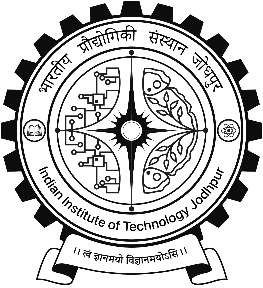 भारतीय प्रौद्योगिकी संस्थान जोधपुर
Indian Institute of Technology Jodhpur
।। त्वं ज्ञानमयो विज्ञानमयोऽसि ।।